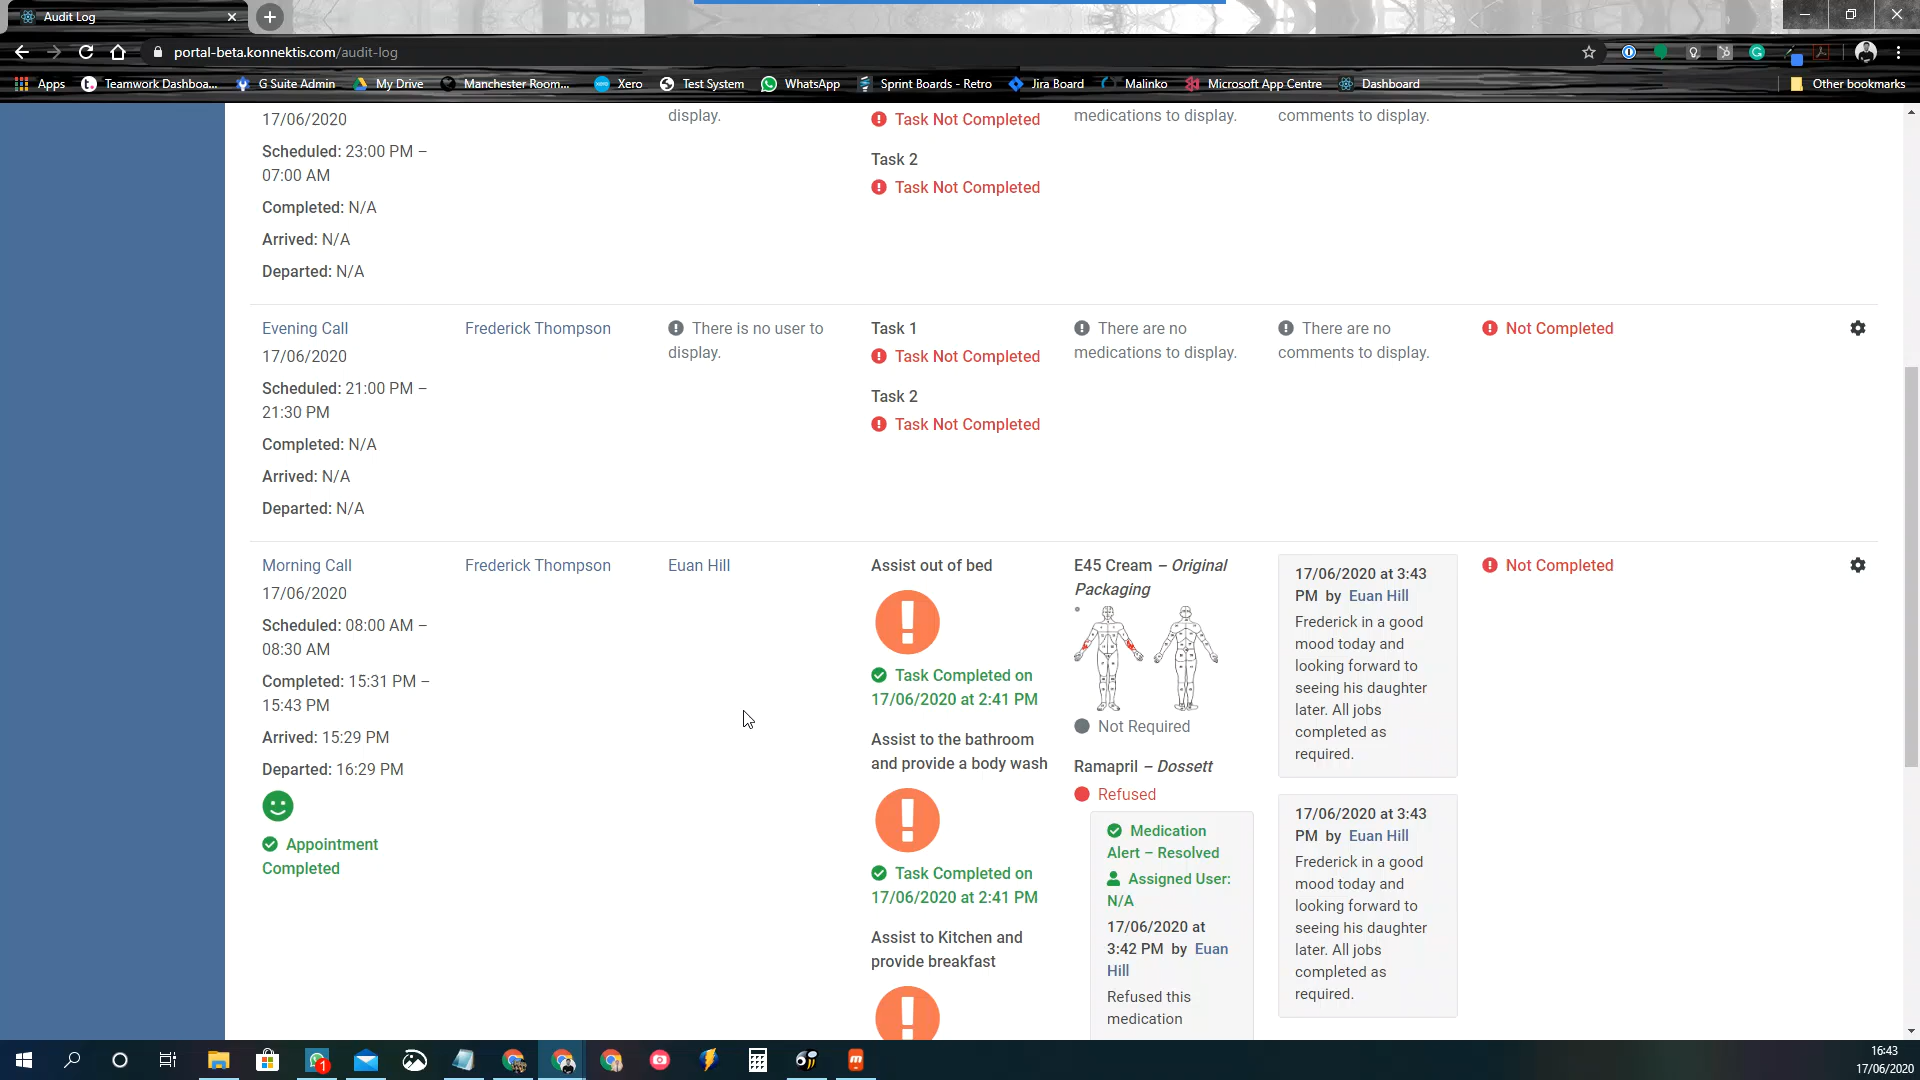 Audit Log
portal-beta.konnektis.com/audit-log
Apps Teamwork Dashboa... G Suite Admin My Drive Manchester Room... Xero Test System WhatsApp Sprint Boards - Retro Jira Board Malinko Microsoft App Centre Dashboard Other bookmarks
17/06/2020
Scheduled: 23:00 PM –
07:00 AM
Completed: N/A
Arrived: N/A
Departed: N/A
display.
Task Not Completed
Task 2
Task Not Completed
medications to display.
comments to display.
Evening Call
17/06/2020
Scheduled: 21:00 PM –
21:30 PM
Completed: N/A
Arrived: N/A
Departed: N/A
Frederick Thompson
There is no user to
display.
Task 1
Task Not Completed
Task 2
Task Not Completed
There are no
medications to display.
There are no
comments to display.
Not Completed
Morning Call
17/06/2020
Scheduled: 08:00 AM –
08:30 AM
Completed: 15:31 PM –
15:43 PM
Arrived: 15:29 PM
Departed: 16:29 PM
Appointment
Completed
Frederick Thompson
Euan Hill
Assist out of bed
Task Completed on
17/06/2020 at 2:41 PM
Assist to the bathroom
and provide a body wash
Task Completed on
17/06/2020 at 2:41 PM
Assist to Kitchen and
provide breakfast
E45 Cream – Original
Packaging
Not Required
Ramapril – Dossett
Refused
Medication
Alert – Resolved
Assigned User:
N/A
17/06/2020 at
3:42 PM by Euan
Hill
Refused this
medication
17/06/2020 at 3:43
PM by Euan Hill
Frederick in a good
mood today and
looking forward to
seeing his daughter
later. All jobs
completed as
required.
17/06/2020 at 3:43
PM by Euan Hill
Frederick in a good
mood today and
looking forward to
seeing his daughter
later. All jobs
completed as
required.
Not Completed
1
16:43
17/06/2020